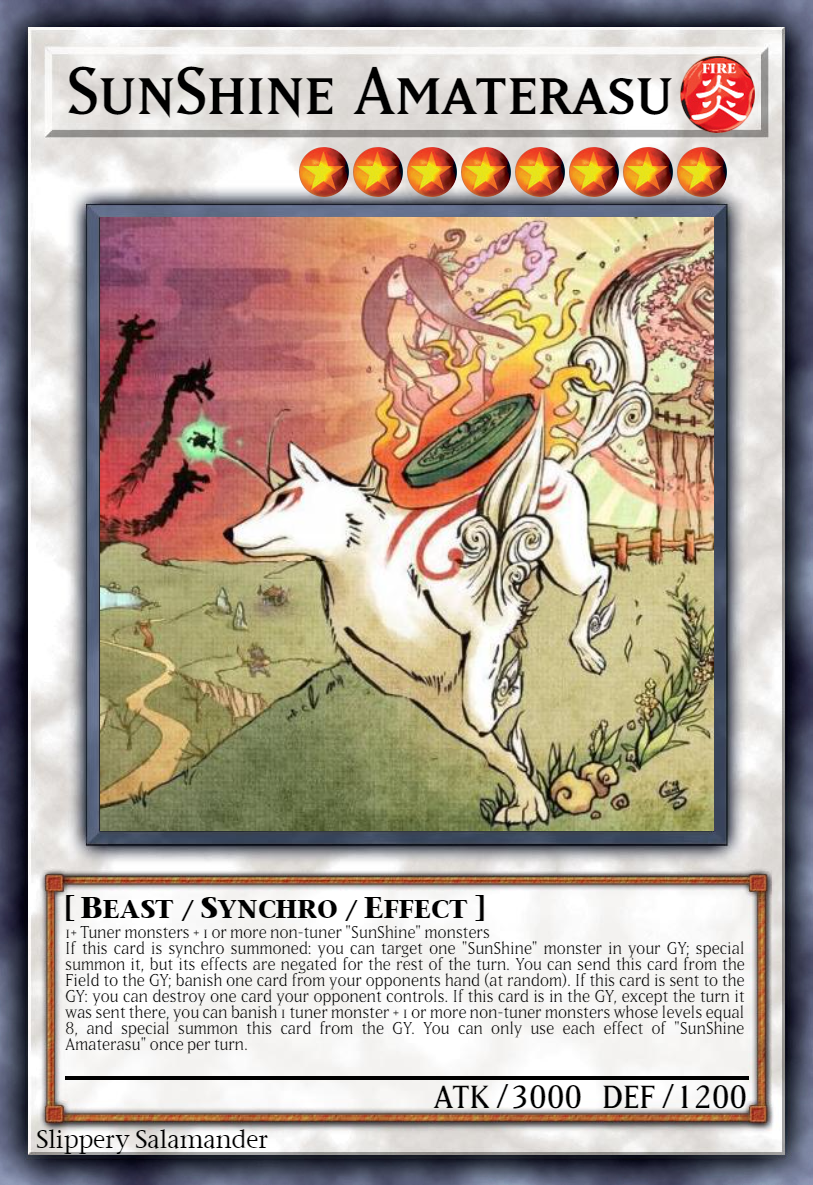 SunShine Amaterasu
FIRE
炎
[ Beast / Synchro / Effect ]
1+ Tuner monsters + 1 or more non-tuner "SunShine" monsters
If this card is synchro summoned: you can target one "SunShine" monster in your GY; special
summon it, but its effects are negated for the rest of the turn. You can send this card from the
Field to the GY; banish one card from your opponents hand (at random). If this card is sent to the
GY: you can destroy one card your opponent controls. If this card is in the GY, except the turn it
was sent there, you can banish 1 tuner monster + 1 or more non-tuner monsters whose levels equal
8, and special summon this card from the GY. You can only use each effect of "SunShine
Amaterasu" once per turn.
ATK/3000 DEF/1200
Slippery Salamander